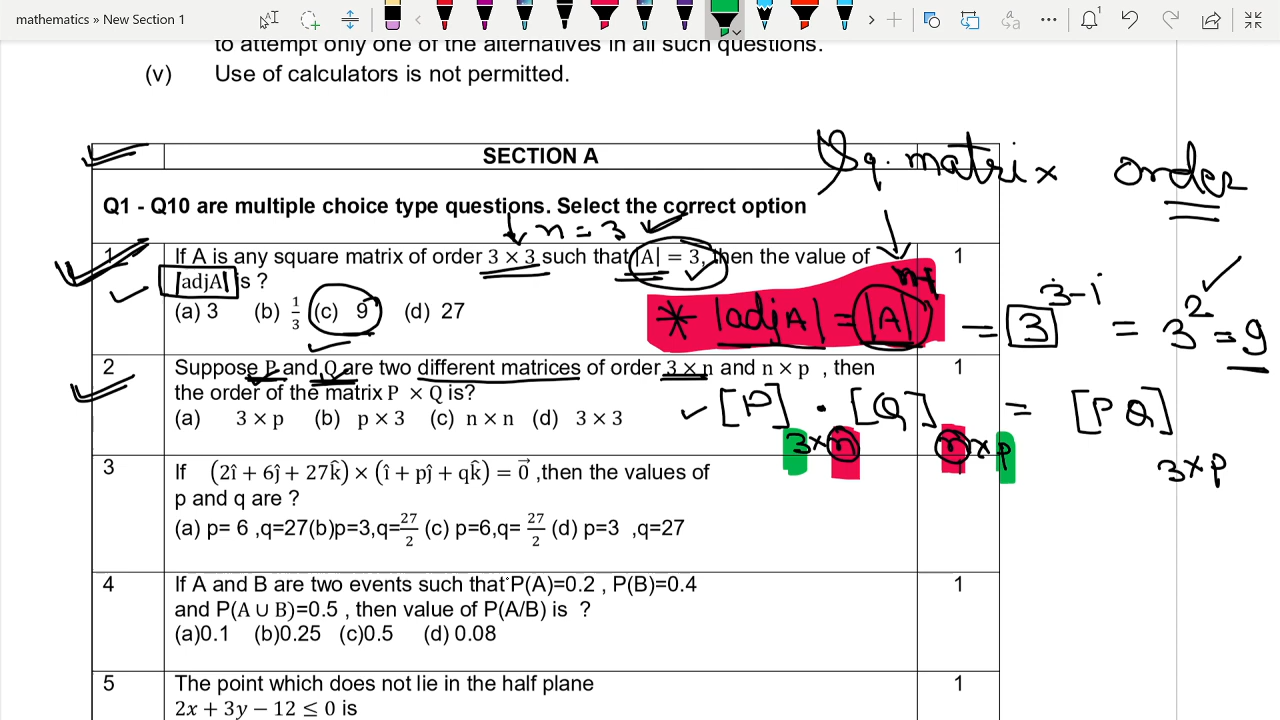 mathematics » New Section 1
to attempt only one of the alternatives in all such questions.
(v) Use of calculators is not permitted.
SECTION A
Sq. matrix order
Q1 - Q10 are multiple choice type questions. Select the correct option
n = 3
1 If A is any square matrix of order 3 × 3 such that |A| = 3, then the value of 1
|adjA| is ?
(a) 3 (b) 1/3 (c) 9 (d) 27
* |adjA| = |A|^n-1 = 3^3-1 = 3^2 = 9
2 Suppose P and Q are two different matrices of order 3 × n and n × p , then 1
the order of the matrix P × Q is?
(a) 3 × p (b) p × 3 (c) n × n (d) 3 × 3
[P] . [Q] = [PQ]
3×n n×p 3×p
3 If (2î + 6ĵ + 27k̂) × (î + pĵ + qk̂) = 0⃗ ,then the values of 1
p and q are ?
(a) p= 6 ,q=27(b)p=3,q=27/2 (c) p=6,q= 27/2 (d) p=3 ,q=27
4 If A and B are two events such that P(A)=0.2 , P(B)=0.4 1
and P(A ∪ B)=0.5 , then value of P(A/B) is ?
(a)0.1 (b)0.25 (c)0.5 (d) 0.08
5 The point which does not lie in the half plane 1
2x + 3y − 12 ≤ 0 is